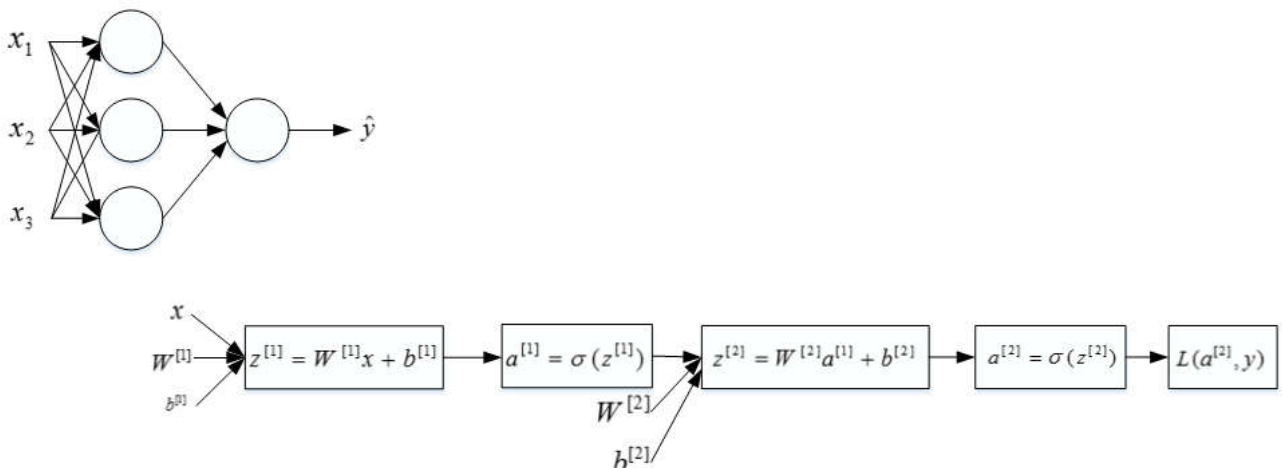 x₁
x₂ ŷ
x₃
x
W^[1] z^[1] = W^[1]x + b^[1] a^[1] = σ(z^[1]) z^[2] = W^[2]a^[1] + b^[2] a^[2] = σ(z^[2]) L(a^[2], y)
b^[1]
W^[2]
b^[2]